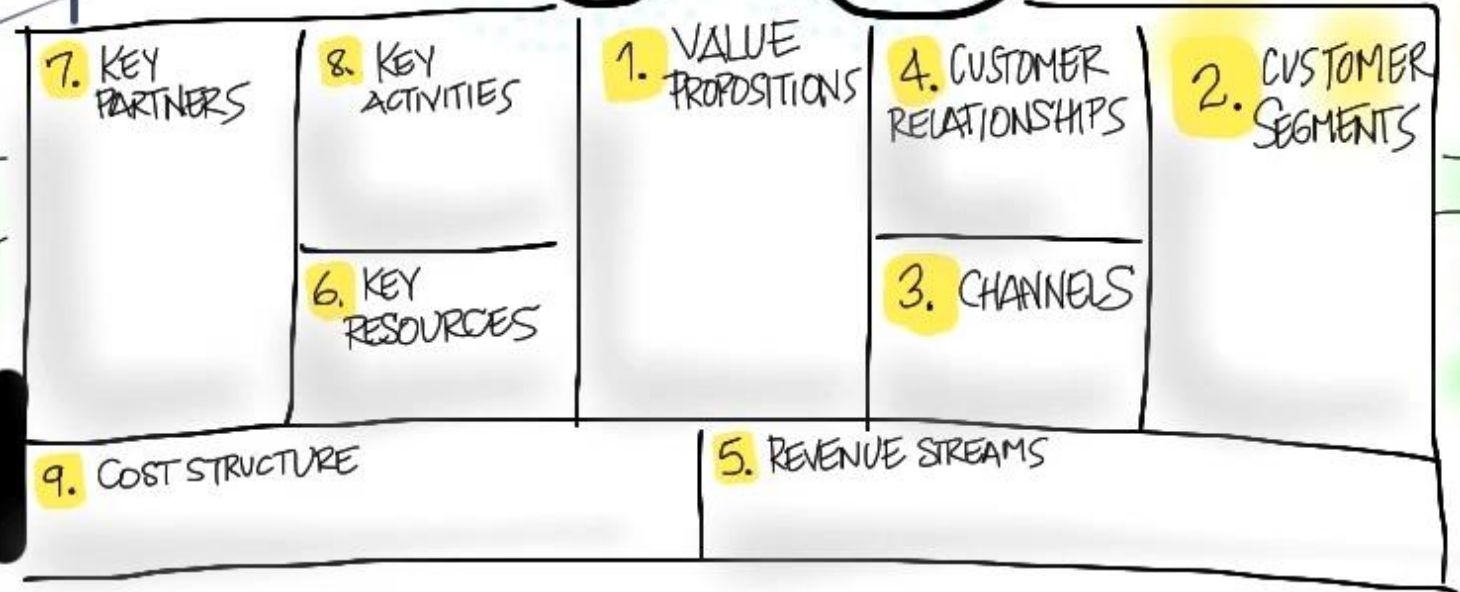 7. KEY
PARTNERS
8. KEY
ACTIVITIES
6. KEY
RESOURCES
1. VALUE
PROPOSITIONS
4. CUSTOMER
RELATIONSHIPS
3. CHANNELS
2. CUSTOMER
SEGMENTS
9. COST STRUCTURE
5. REVENUE STREAMS